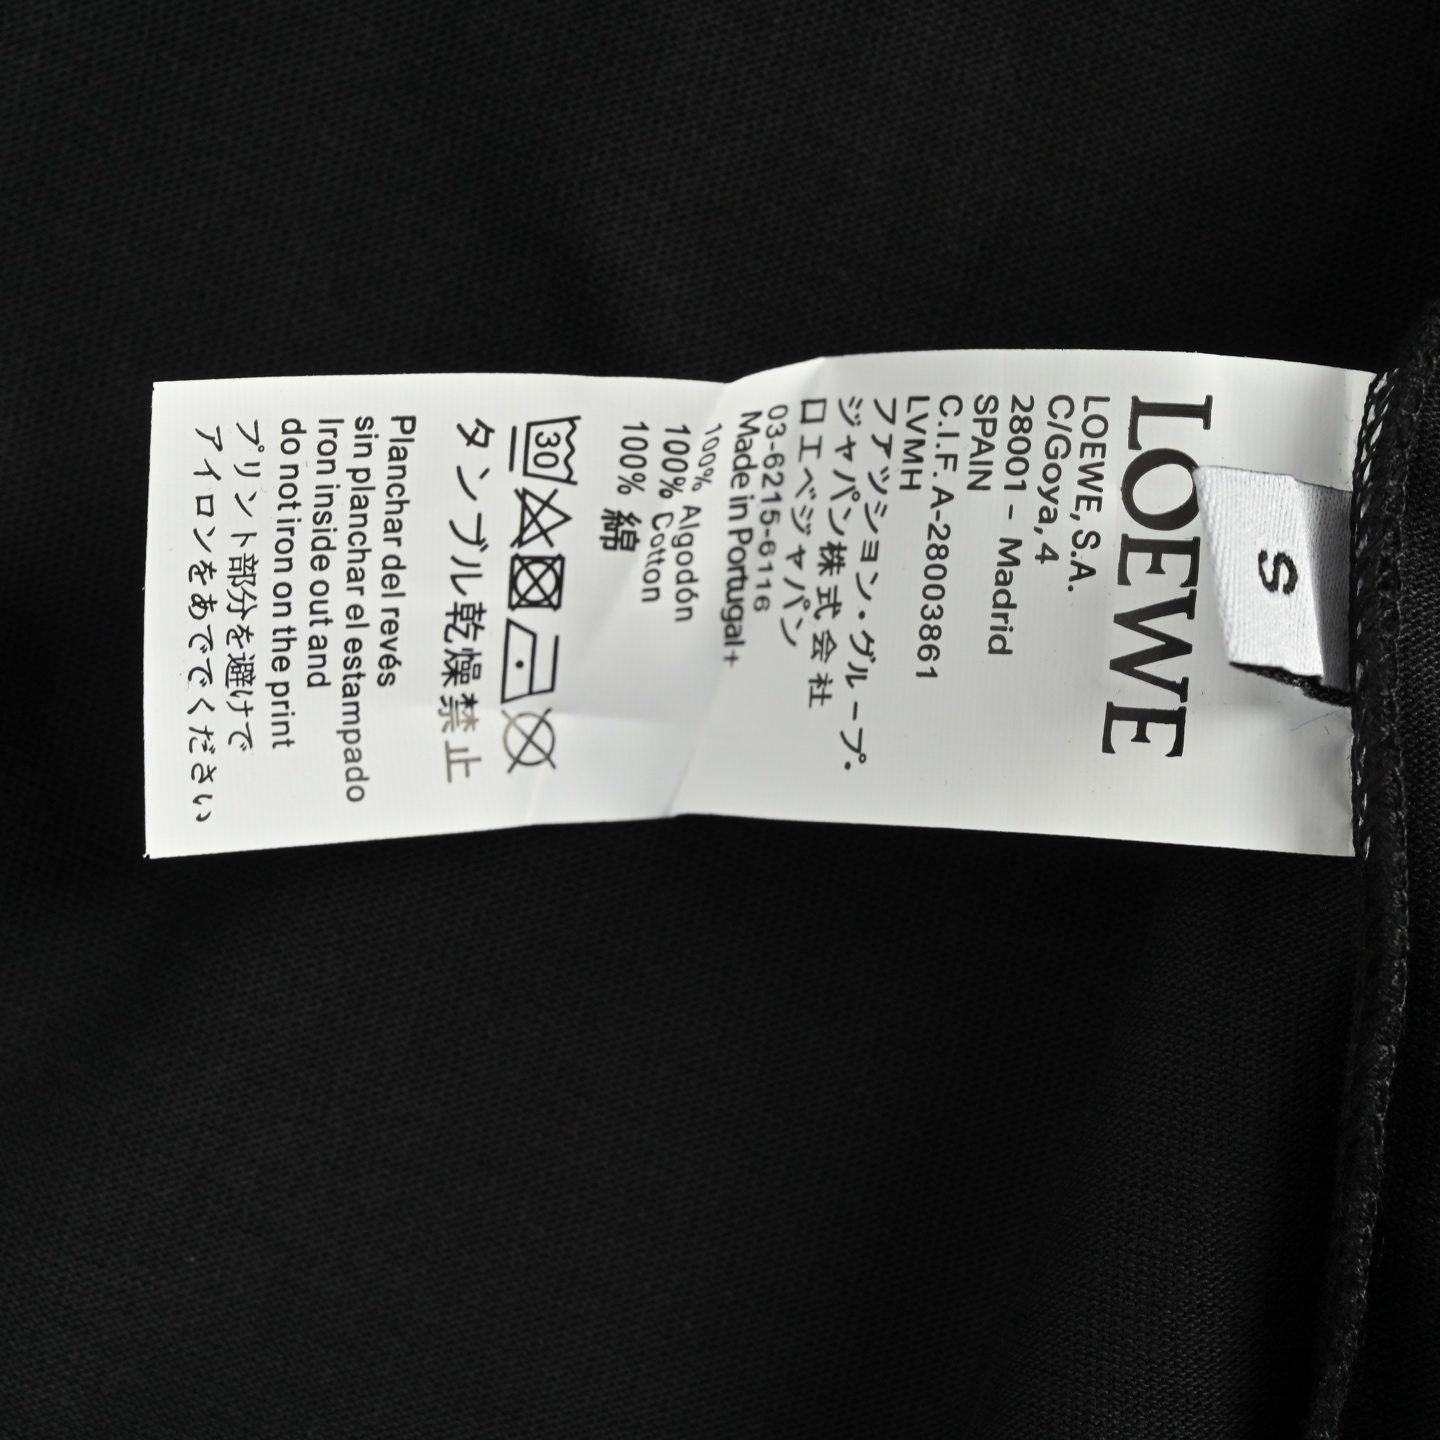 S
LOEWE
LOEWE, S.A.
C/Goya, 4
28001 - Madrid
SPAIN
C.I.F. A-28003861
LVMH
ファッション・グループ・
ジャパン株式会社
ロエベジャパン
03-6215-6116
Made in Portugal+
100%
100% Algodón
100% Cotton
100% 綿
30
タンブル乾燥禁止
Planchar del revés
sin planchar el estampado
Iron inside out and
do not iron on the print
プリント部分を避けて
アイロンをあててください